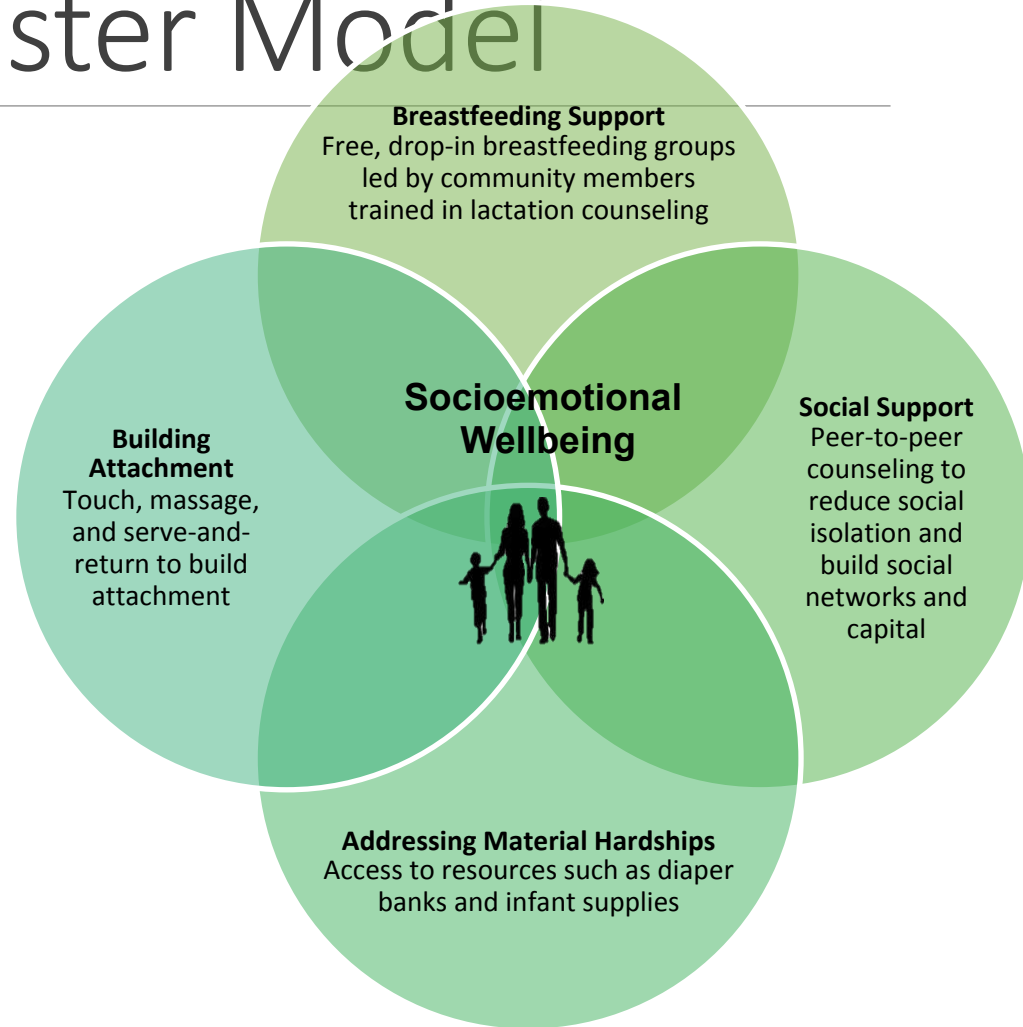 ster Model
Breastfeeding Support
Free, drop-in breastfeeding groups
led by community members
trained in lactation counseling
Socioemotional
Wellbeing
Building
Attachment
Touch, massage,
and serve-and-
return to build
attachment
Social Support
Peer-to-peer
counseling to
reduce social
isolation and
build social
networks and
capital
Addressing Material Hardships
Access to resources such as diaper
banks and infant supplies